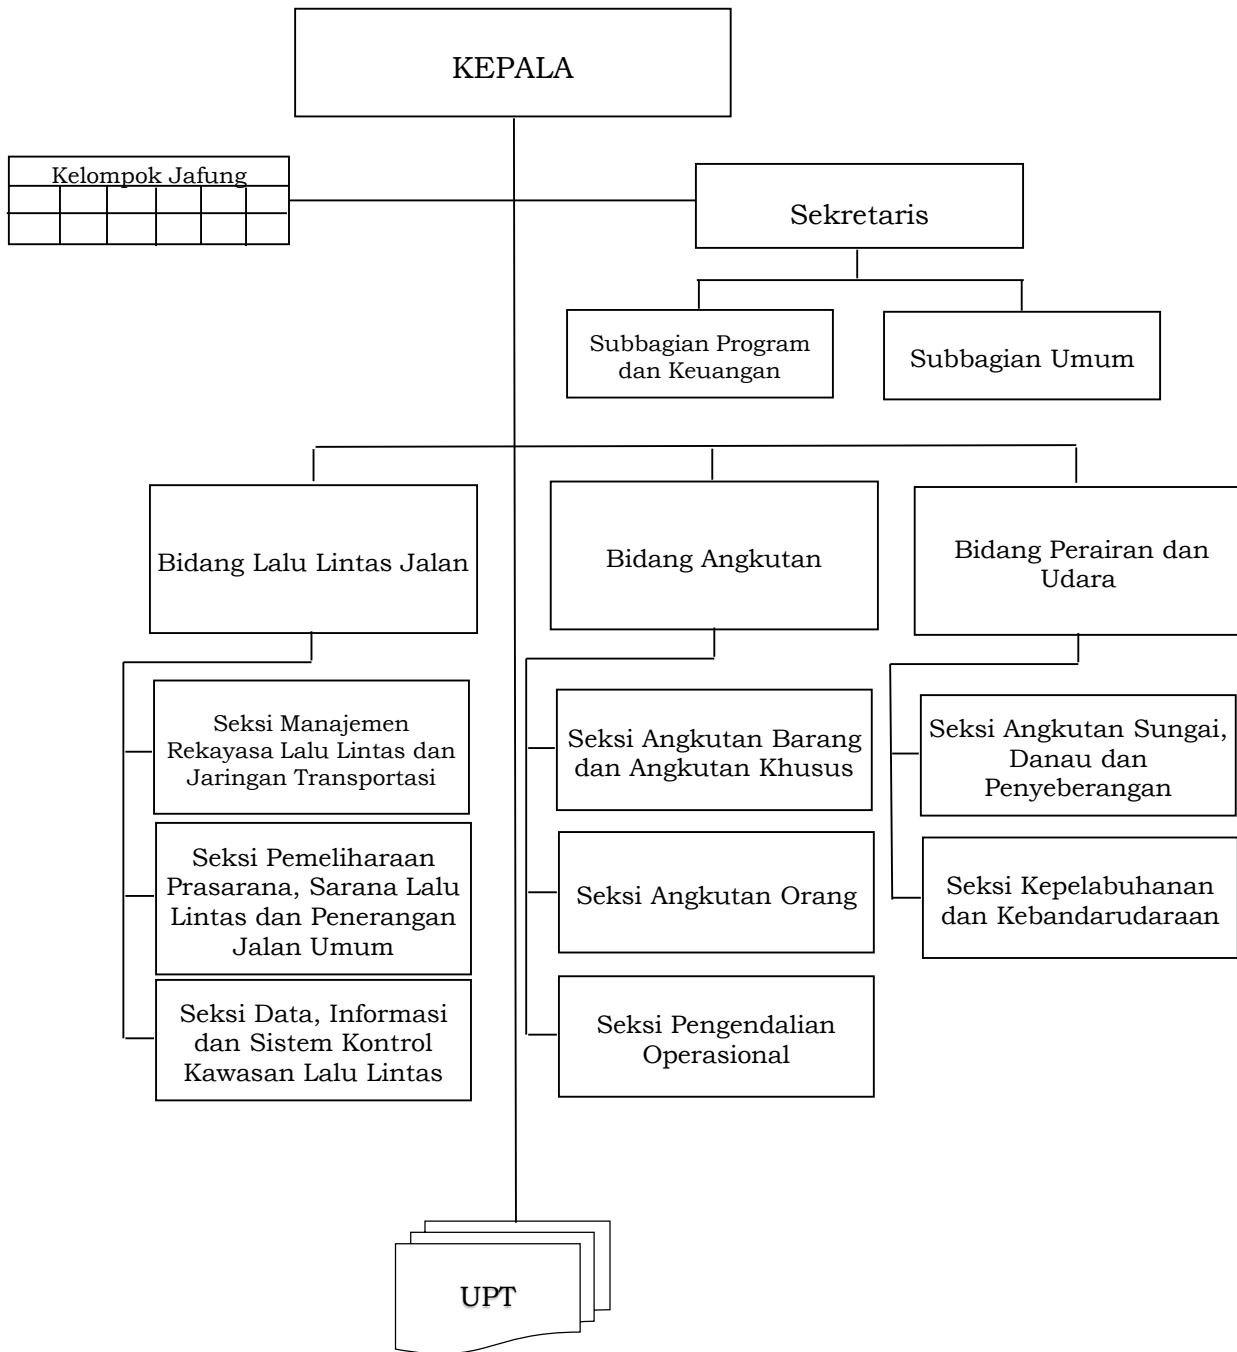 KEPALA
Kelompok Jafung
Sekretaris
Subbagian Program
dan Keuangan
Subbagian Umum
Bidang Lalu Lintas Jalan
Bidang Angkutan
Bidang Perairan dan
Udara
Seksi Manajemen
Rekayasa Lalu Lintas dan
Jaringan Transportasi
Seksi Pemeliharaan
Prasarana, Sarana Lalu
Lintas dan Penerangan
Jalan Umum
Seksi Data, Informasi
dan Sistem Kontrol
Kawasan Lalu Lintas
Seksi Angkutan Barang
dan Angkutan Khusus
Seksi Angkutan Orang
Seksi Pengendalian
Operasional
Seksi Angkutan Sungai,
Danau dan
Penyeberangan
Seksi Kepelabuhanan
dan Kebandarudaraan
UPT